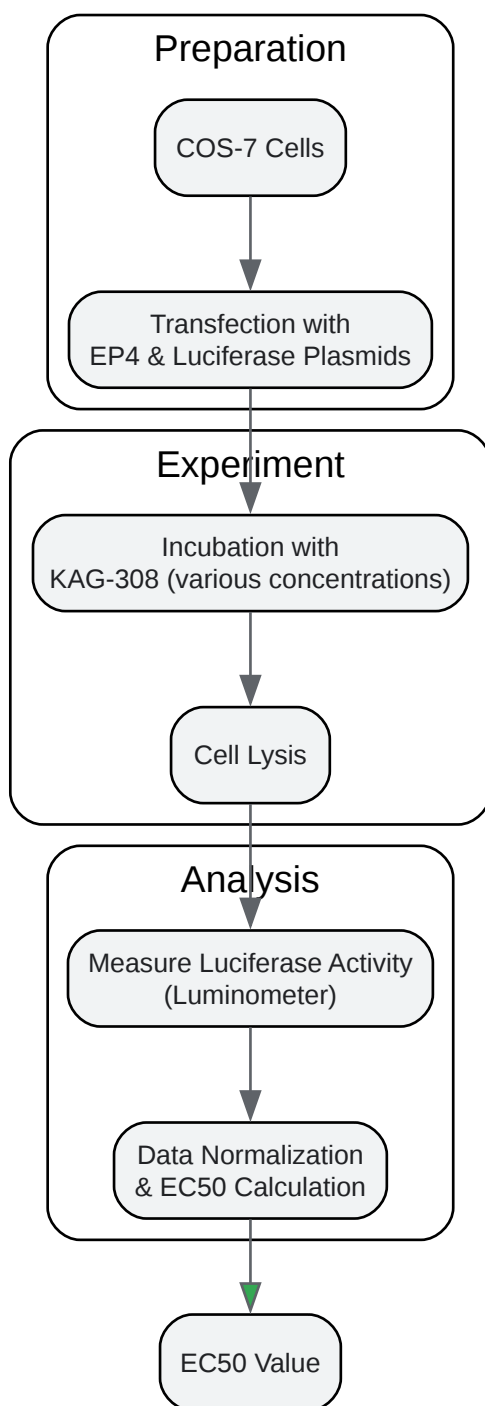 Preparation
COS-7 Cells
Transfection with
EP4 & Luciferase Plasmids
Experiment
Incubation with
KAG-308 (various concentrations)
Cell Lysis
Analysis
Measure Luciferase Activity
(Luminometer)
Data Normalization
& EC50 Calculation
EC50 Value